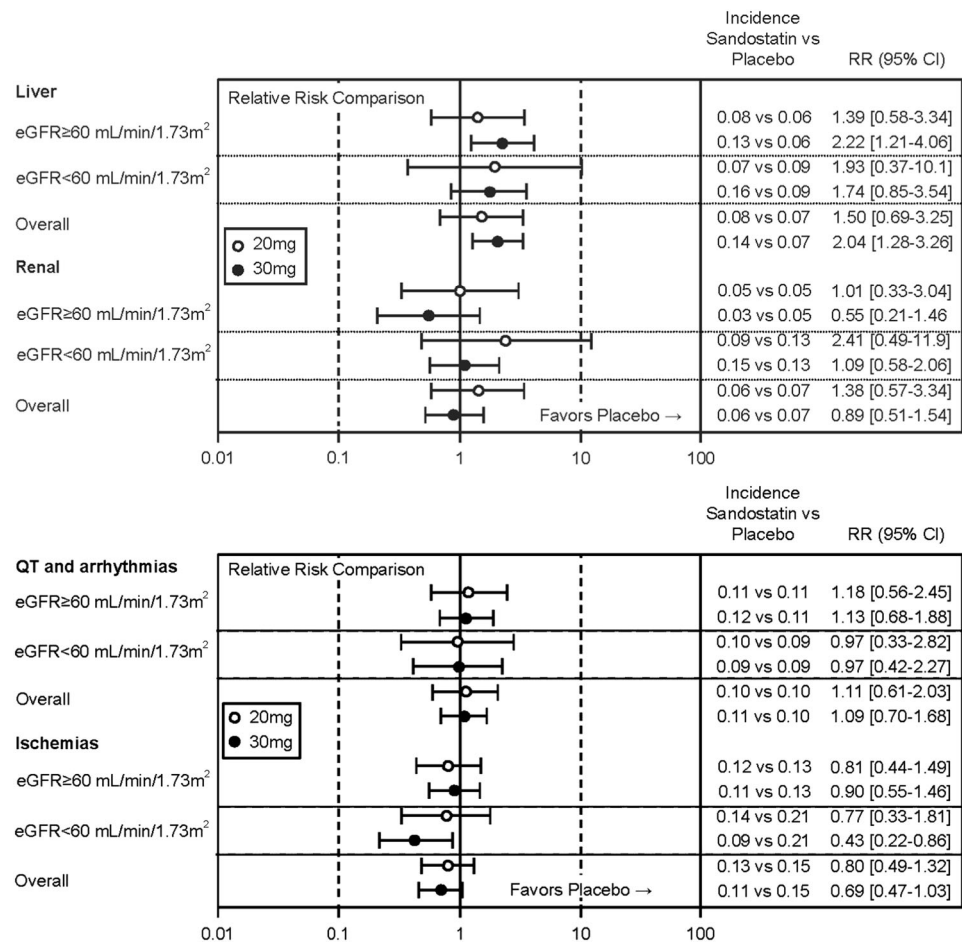 Incidence
Sandostatin vs
Placebo RR (95% CI)
Liver
Relative Risk Comparison
eGFR≥60 mL/min/1.73m² 0.08 vs 0.06 1.39 [0.58-3.34]
0.13 vs 0.06 2.22 [1.21-4.06]
eGFR<60 mL/min/1.73m² 0.07 vs 0.09 1.93 [0.37-10.1]
0.16 vs 0.09 1.74 [0.85-3.54]
Overall 0.08 vs 0.07 1.50 [0.69-3.25]
0.14 vs 0.07 2.04 [1.28-3.26]
20mg
30mg
Renal
eGFR≥60 mL/min/1.73m² 0.05 vs 0.05 1.01 [0.33-3.04]
0.03 vs 0.05 0.55 [0.21-1.46
eGFR<60 mL/min/1.73m² 0.09 vs 0.13 2.41 [0.49-11.9]
0.15 vs 0.13 1.09 [0.58-2.06]
Overall 0.06 vs 0.07 1.38 [0.57-3.34]
Favors Placebo → 0.06 vs 0.07 0.89 [0.51-1.54]
0.01 0.1 1 10 100
Incidence
Sandostatin vs
Placebo RR (95% CI)
QT and arrhythmias
Relative Risk Comparison
eGFR≥60 mL/min/1.73m² 0.11 vs 0.11 1.18 [0.56-2.45]
0.12 vs 0.11 1.13 [0.68-1.88]
eGFR<60 mL/min/1.73m² 0.10 vs 0.09 0.97 [0.33-2.82]
0.09 vs 0.09 0.97 [0.42-2.27]
Overall 0.10 vs 0.10 1.11 [0.61-2.03]
0.11 vs 0.10 1.09 [0.70-1.68]
20mg
30mg
Ischemias
eGFR≥60 mL/min/1.73m² 0.12 vs 0.13 0.81 [0.44-1.49]
0.11 vs 0.13 0.90 [0.55-1.46]
eGFR<60 mL/min/1.73m² 0.14 vs 0.21 0.77 [0.33-1.81]
0.09 vs 0.21 0.43 [0.22-0.86]
Overall 0.13 vs 0.15 0.80 [0.49-1.32]
Favors Placebo → 0.11 vs 0.15 0.69 [0.47-1.03]
0.01 0.1 1 10 100